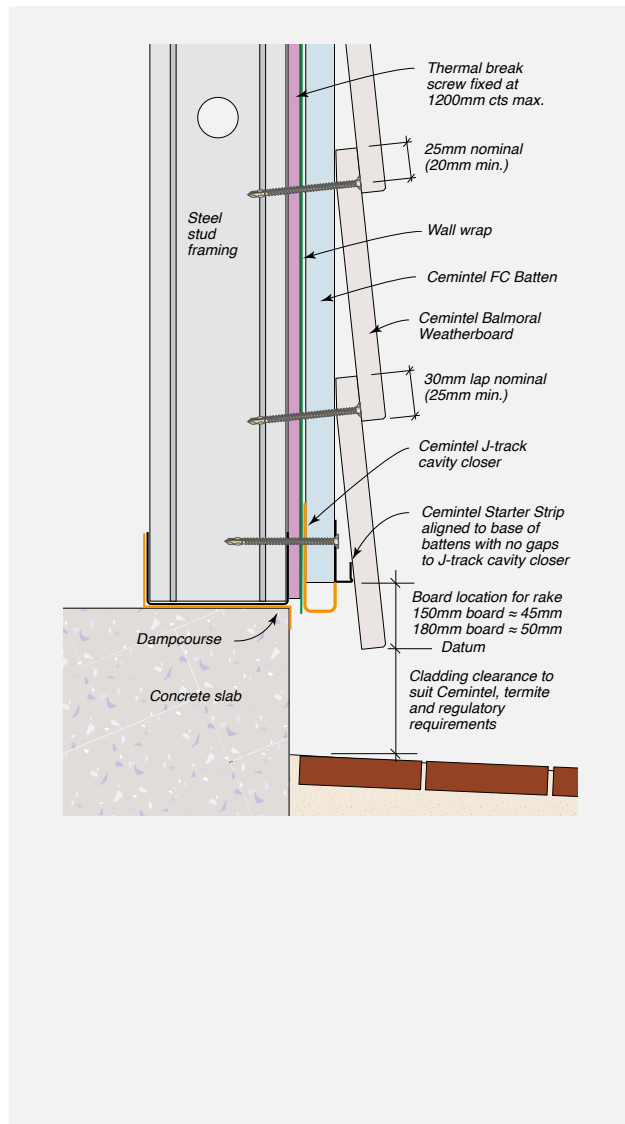 Thermal break
screw fixed at
1200mm cts max.
25mm nominal
(20mm min.)
Steel
stud
framing
Wall wrap
Cemintel FC Batten
Cemintel Balmoral
Weatherboard
30mm lap nominal
(25mm min.)
Cemintel J-track
cavity closer
Cemintel Starter Strip
aligned to base of
battens with no gaps
to J-track cavity closer
Board location for rake
150mm board ≈ 45mm
180mm board ≈ 50mm
Datum
Dampcourse
Concrete slab
Cladding clearance to
suit Cemintel, termite
and regulatory
requirements